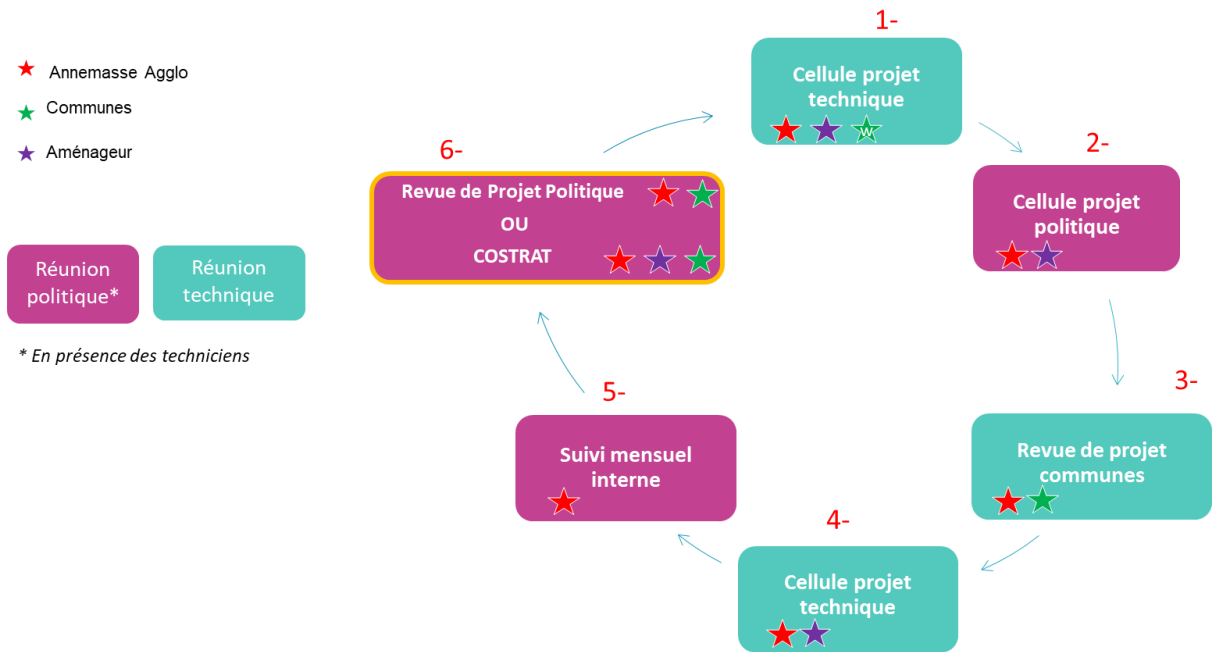 Annemasse Agglo
Communes
Aménageur
Réunion
politique*
Réunion
technique
* En présence des techniciens
1-
Cellule projet
technique
W
2-
Cellule projet
politique
3-
Revue de projet
communes
4-
Cellule projet
technique
5-
Suivi mensuel
interne
6-
Revue de Projet Politique
OU
COSTRAT